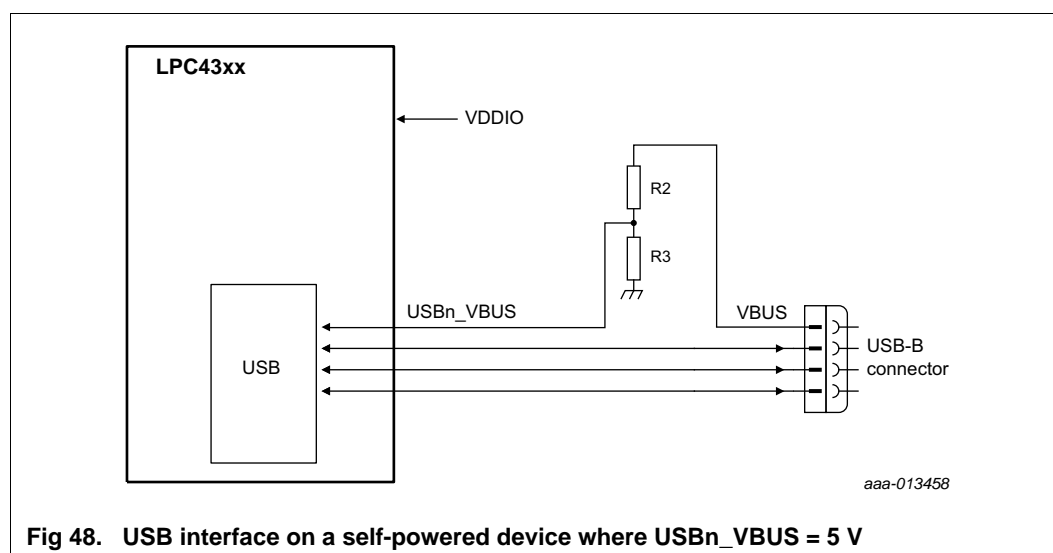 LPC43xx
VDDIO
R2
R3
USBn_VBUS
VBUS
USB
USB-B
connector
aaa-013458
Fig 48. USB interface on a self-powered device where USBn_VBUS = 5 V